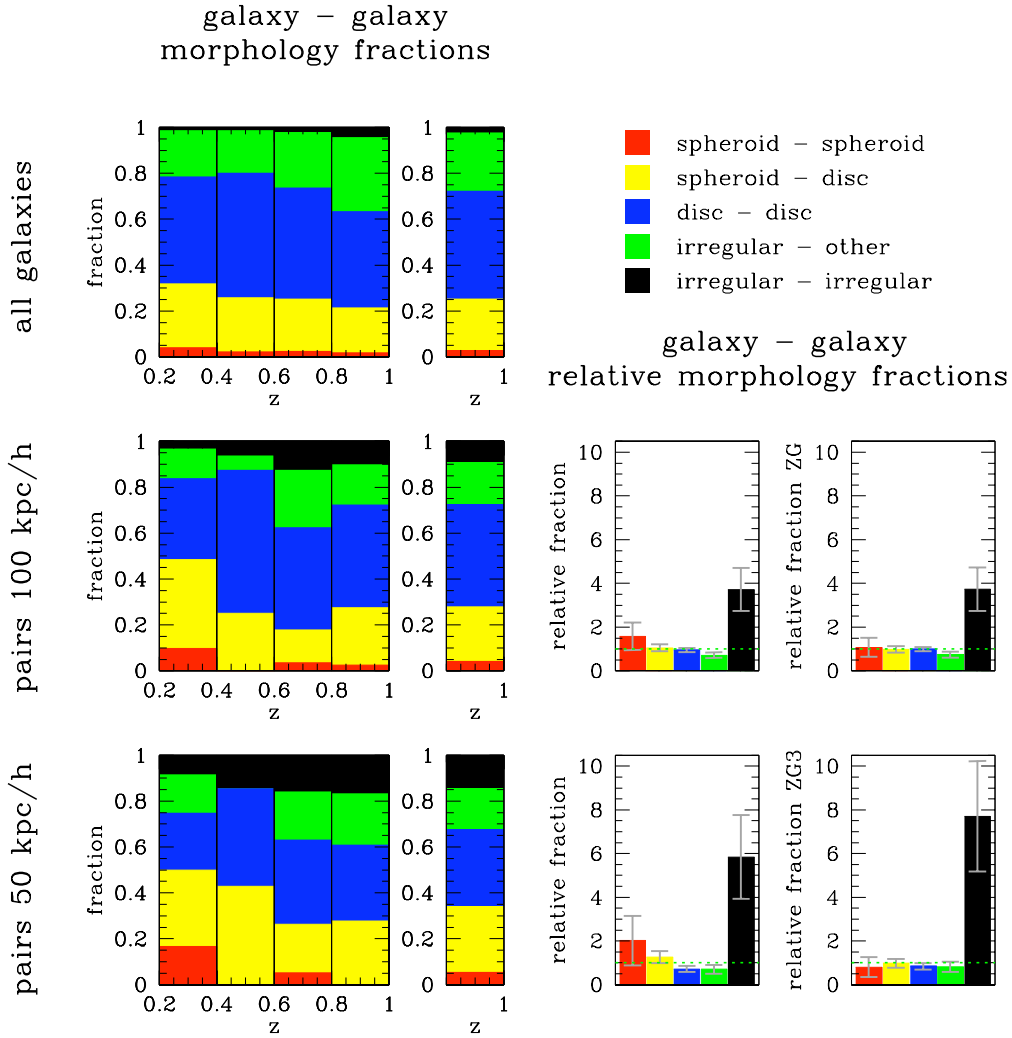 galaxy – galaxy
morphology fractions
all galaxies
fraction
1
0.8
0.6
0.4
0.2
0
0.2 0.4 0.6 0.8 1
z
1
0.8
0.6
0.4
0.2
0
1
z
spheroid – spheroid
spheroid – disc
disc – disc
irregular – other
irregular – irregular
galaxy – galaxy
relative morphology fractions
pairs 100 kpc/h
fraction
1
0.8
0.6
0.4
0.2
0
0.2 0.4 0.6 0.8 1
z
1
0.8
0.6
0.4
0.2
0
1
z
relative fraction
10
8
6
4
2
0
relative fraction ZG
10
8
6
4
2
0
pairs 50 kpc/h
fraction
1
0.8
0.6
0.4
0.2
0
0.2 0.4 0.6 0.8 1
z
1
0.8
0.6
0.4
0.2
0
1
z
relative fraction
10
8
6
4
2
0
relative fraction ZG3
10
8
6
4
2
0